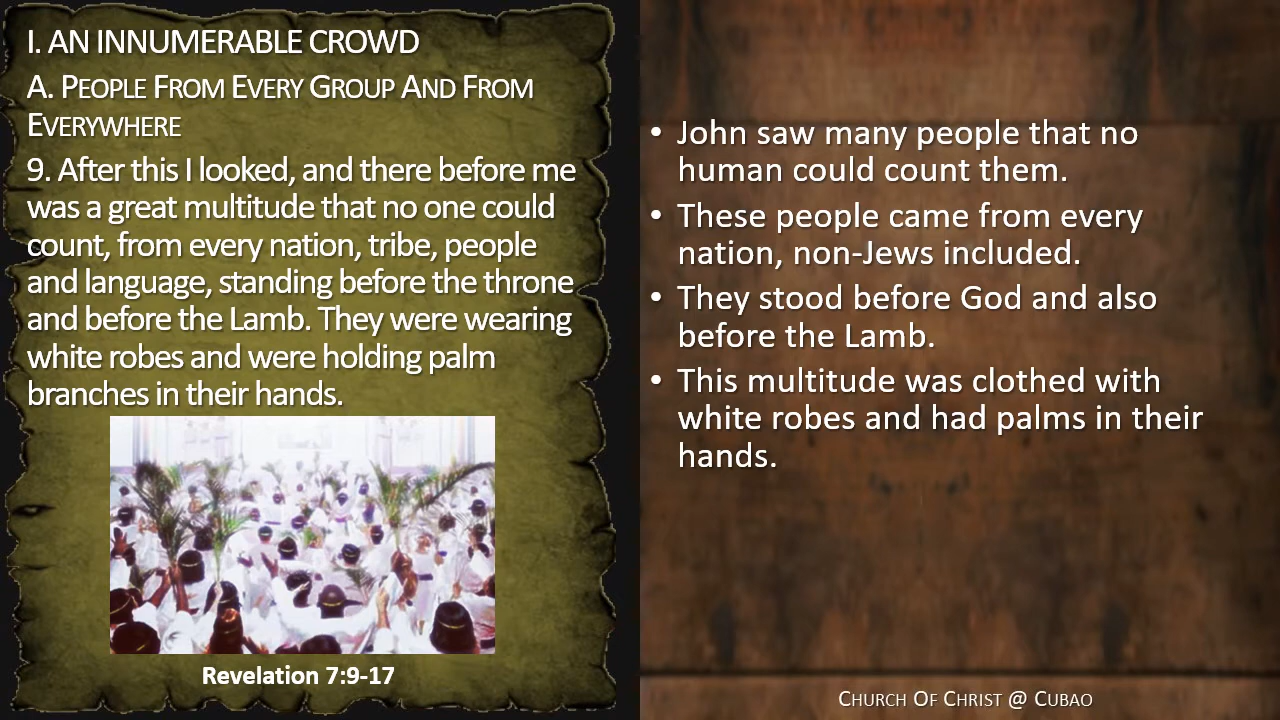 I. AN INNUMERABLE CROWD
A. PEOPLE FROM EVERY GROUP AND FROM
EVERYWHERE
9. After this I looked, and there before me
was a great multitude that no one could
count, from every nation, tribe, people
and language, standing before the throne
and before the Lamb. They were wearing
white robes and were holding palm
branches in their hands.
Revelation 7:9-17
• John saw many people that no
human could count them.
• These people came from every
nation, non-Jews included.
• They stood before God and also
before the Lamb.
• This multitude was clothed with
white robes and had palms in their
hands.
CHURCH OF CHRIST @ CUBAO